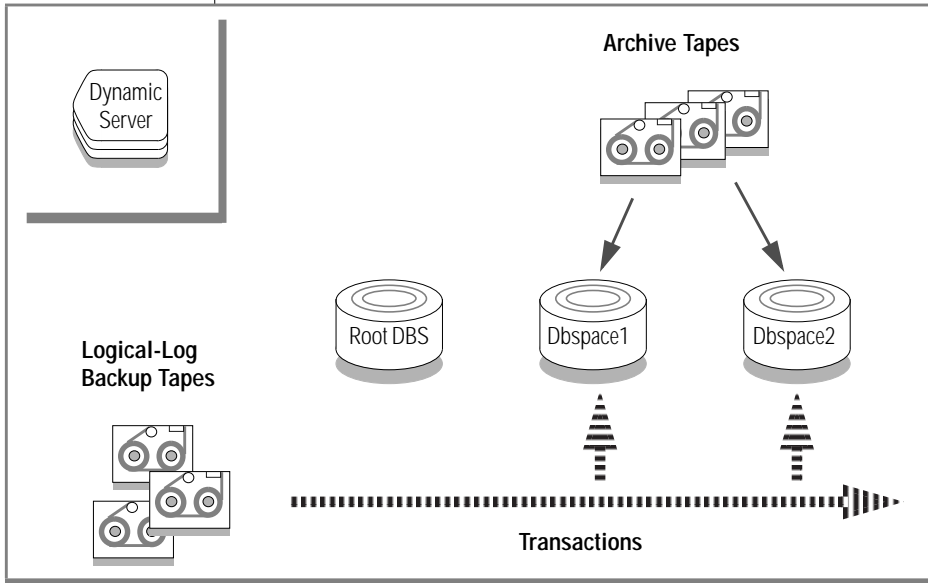 Archive Tapes
Dynamic
Server
Root DBS
Dbspace1
Dbspace2
Logical-Log
Backup Tapes
Transactions